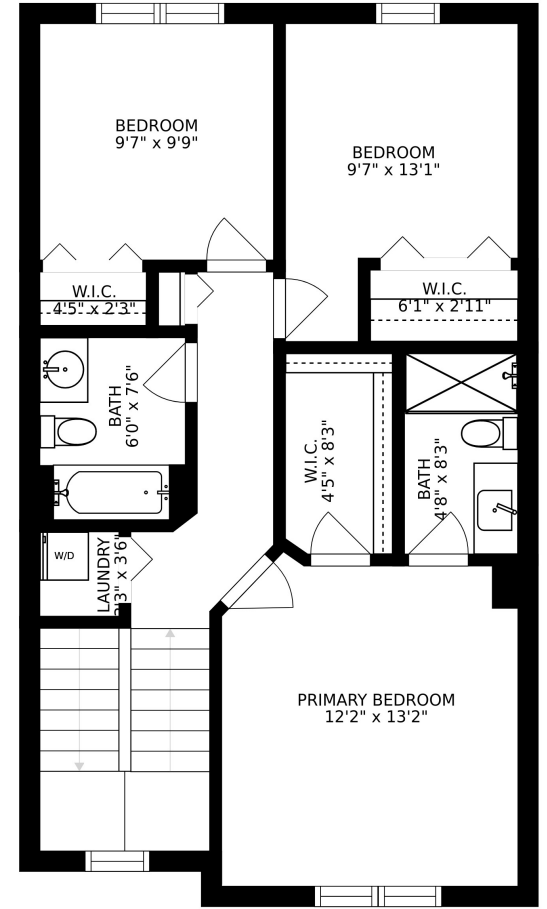 BEDROOM
9'7" x 9'9"
BEDROOM
9'7" x 13'1"
W.I.C.
4'5" x 2'3"
W.I.C.
6'1" x 2'11"
BATH
6'0" x 7'6"
W.I.C.
4'5" x 8'3"
BATH
4'8" x 8'3"
W/D
LAUNDRY
x 3'6"
PRIMARY BEDROOM
12'2" x 13'2"